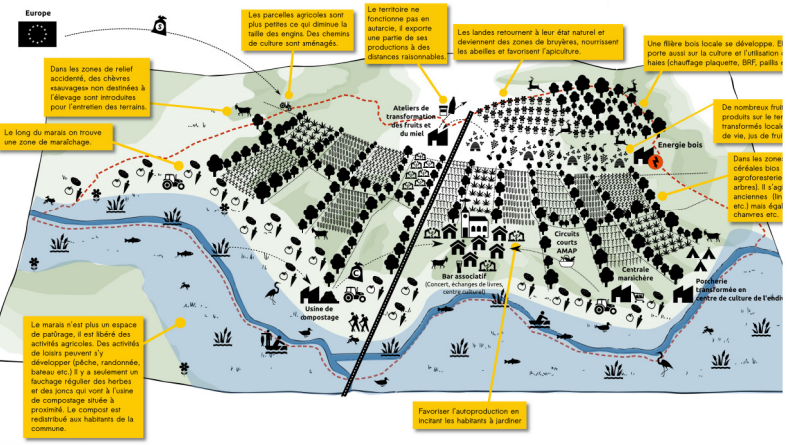 Europe
Les parcelles agricoles sont
plus petites ce qui diminue la
taille des engins. Des chemins
de culture sont aménagés.
Le territoire ne
fonctionne pas en
autarcie, il exporte
une partie de ses
productions à des
distances raisonnables.
Les landes retournent à leur état naturel et
deviennent des zones de bruyères, nourrissent
les abeilles et favorisent l'apiculture.
Une filière bois locale se développe. El
porte aussi sur la culture et l'utilisation
haies (chauffage plaquette, BRF, paillis
Dans les zones de relief
accidenté, des chèvres
«sauvages» non destinées à
l'élevage sont introduites
pour l'entretien des terrains.
Ateliers de
transformation
des fruits et
du miel
De nombreux fruit
produits sur le terr
transformés locale
de vie, jus de frui
Le long du marais on trouve
une zone de maraîchage.
Energie bois
Dans les zones
céréales bios
agroforesterie
arbres). Il s'ag
anciennes (lin
etc.) mais égal
chanvres etc.
Circuits
courts
AMAP
Bar associatif
(Concert, échanges de livres,
centre culturel)
Centrale
maraîchère
Porcherie
transformée en
centre de culture de l'endiv
Usine de
compostage
Le marais n'est plus un espace
de patûrage, il est libéré des
activités agricoles. Des activités
de loisirs peuvent s'y
développer (pêche, randonnée,
bateau etc.) Il y a seulement un
fauchage régulier des herbes
et des joncs qui vont à l'usine
de compostage située à
proximité. Le compost est
redistribué aux habitants de la
commune.
Favoriser l'autoproduction en
incitant les habitants à jardiner